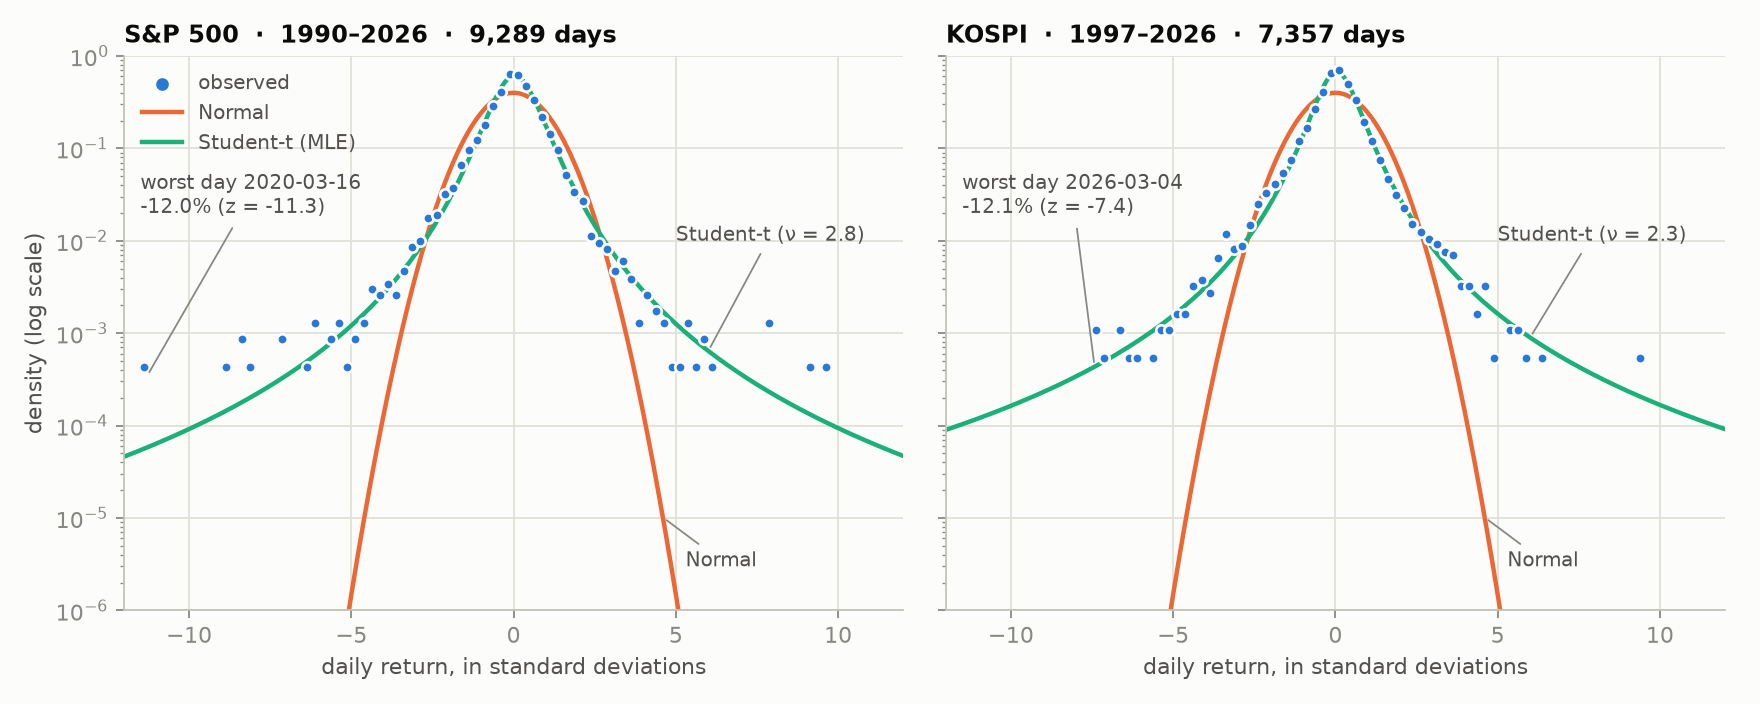 S&P 500 · 1990–2026 · 9,289 days
KOSPI · 1997–2026 · 7,357 days
observed
Normal
Student-t (MLE)
worst day 2020-03-16
-12.0% (z = -11.3)
Student-t (ν = 2.8)
Normal
worst day 2026-03-04
-12.1% (z = -7.4)
Student-t (ν = 2.3)
Normal
density (log scale)
10⁰
10⁻¹
10⁻²
10⁻³
10⁻⁴
10⁻⁵
10⁻⁶
−10 −5 0 5 10
−10 −5 0 5 10
daily return, in standard deviations
daily return, in standard deviations